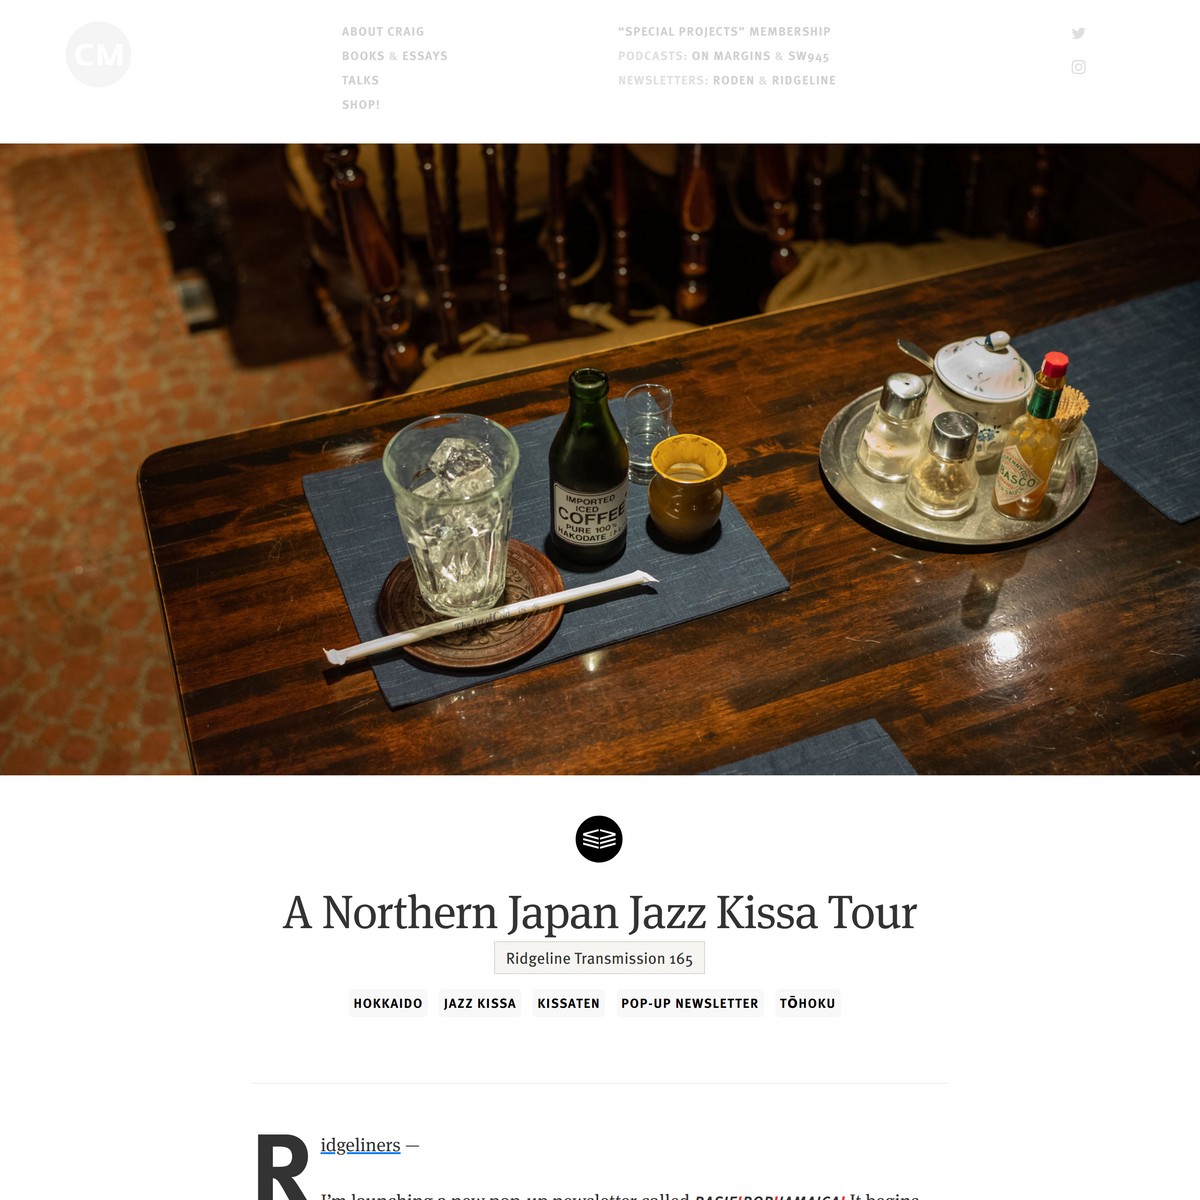 CM
ABOUT CRAIG
BOOKS & ESSAYS
TALKS
SHOP!
"SPECIAL PROJECTS" MEMBERSHIP
PODCASTS: ON MARGINS & SW945
NEWSLETTERS: RODEN & RIDGELINE
IMPORTED
ICED
COFFEE
PURE 100%
HAKODATE
A Northern Japan Jazz Kissa Tour
Ridgeline Transmission 165
HOKKAIDO
JAZZ KISSA
KISSATEN
POP-UP NEWSLETTER
TŌHOKU
Ridgeliners —
I'm launching a new pop-up newsletter called
It begins